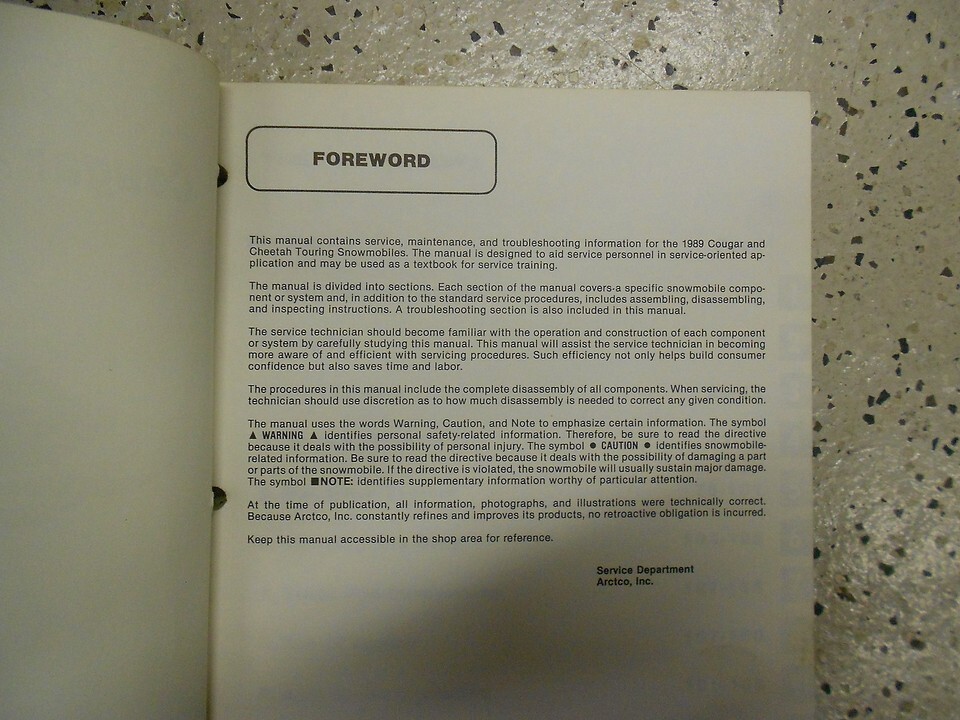 FOREWORD
This manual contains service, maintenance, and troubleshooting information for the 1989 Cougar and
Cheetah Touring Snowmobiles. The manual is designed to aid service personnel in service-oriented ap-
plication and may be used as a textbook for service training.
The manual is divided into sections. Each section of the manual covers-a specific snowmobile compo-
nent or system and, in addition to the standard service procedures, includes assembling, disassembling,
and inspecting instructions. A troubleshooting section is also included in this manual.
The service technician should become familiar with the operation and construction of each component
or system by carefully studying this manual. This manual will assist the service technician in becoming
more aware of and efficient with servicing procedures. Such efficiency not only helps build consumer
confidence but also saves time and labor.
The procedures in this manual include the complete disassembly of all components. When servicing, the
technician should use discretion as to how much disassembly is needed to correct any given condition.
The manual uses the words Warning, Caution, and Note to emphasize certain information. The symbol
▲ WARNING ▲ identifies personal safety-related information. Therefore, be sure to read the directive
because it deals with the possibility of personal injury. The symbol ● CAUTION ● identifies snowmobile-
related information. Be sure to read the directive because it deals with the possibility of damaging a part
or parts of the snowmobile. If the directive is violated, the snowmobile will usually sustain major damage.
The symbol ■NOTE: identifies supplementary information worthy of particular attention.
At the time of publication, all information, photographs, and illustrations were technically correct.
Because Arctco, Inc. constantly refines and improves its products, no retroactive obligation is incurred.
Keep this manual accessible in the shop area for reference.
Service Department
Arctco, Inc.